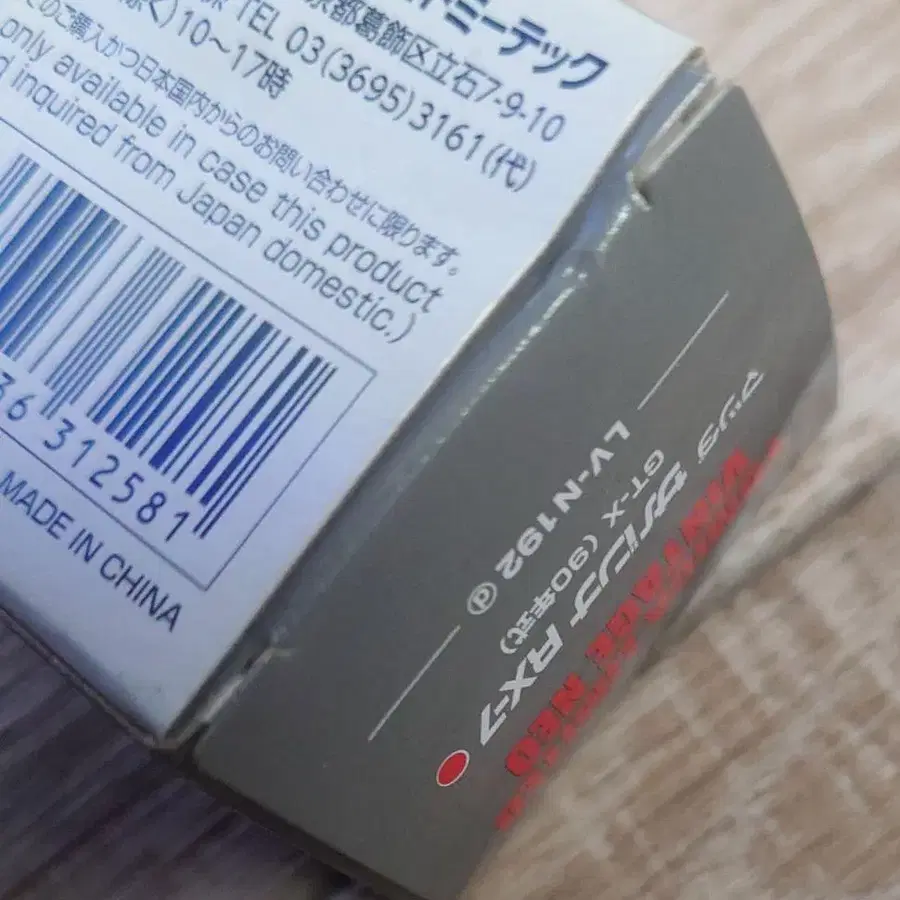 ミーテック
京都葛飾区立石7-9-10
TEL 03(3695)3161(代)
除く)10〜17時
のご購入かつ日本国内からのお問い合わせに限ります。
only available in case this product
inquired from Japan domestic.)
36 312581
MADE IN CHINA
VINTAGE NEO
マツダ サバンナ RX-7
GT-X (90年式)
LV-N192 ⓓ